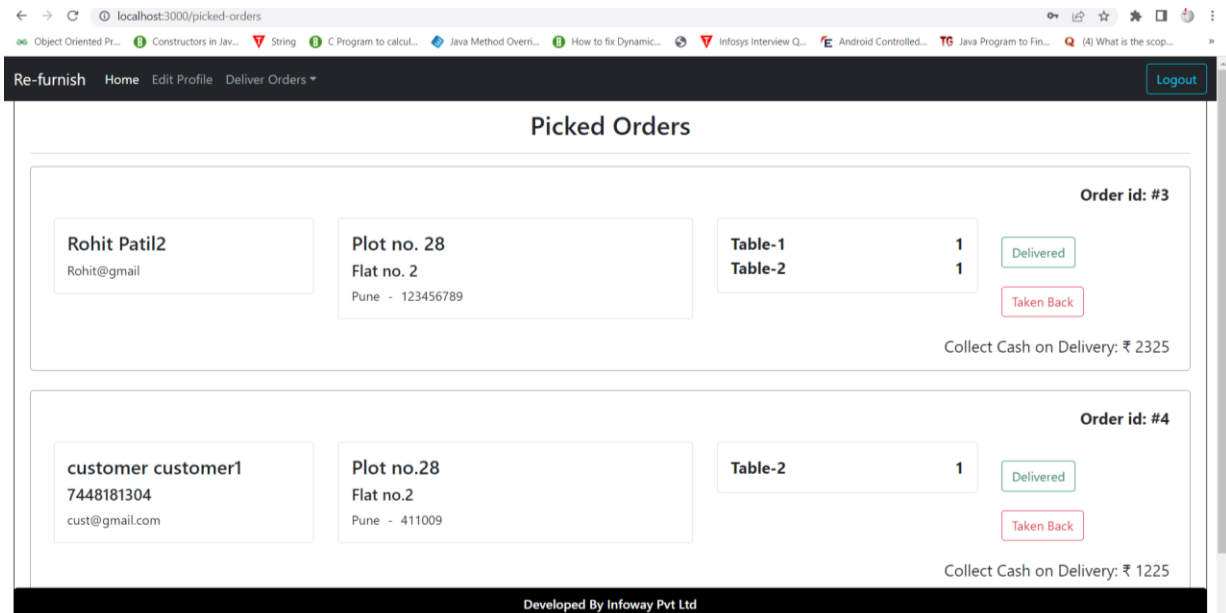 localhost:3000/picked-orders
Object Oriented Pr... Constructors in Jav... String C Program to calcul... Java Method Overri... How to fix Dynamic... Infosys Interview Q... Android Controlled... TG Java Program to Fin... Q (4) What is the scop... »
Re-furnish Home Edit Profile Deliver Orders Logout
Picked Orders
Order id: #3
Rohit Patil2
Rohit@gmail
Plot no. 28
Flat no. 2
Pune - 123456789
Table-1 1
Table-2 1
Delivered
Taken Back
Collect Cash on Delivery: ₹ 2325
Order id: #4
customer customer1
7448181304
cust@gmail.com
Plot no.28
Flat no.2
Pune - 411009
Table-2 1
Delivered
Taken Back
Collect Cash on Delivery: ₹ 1225
Developed By Infoway Pvt Ltd